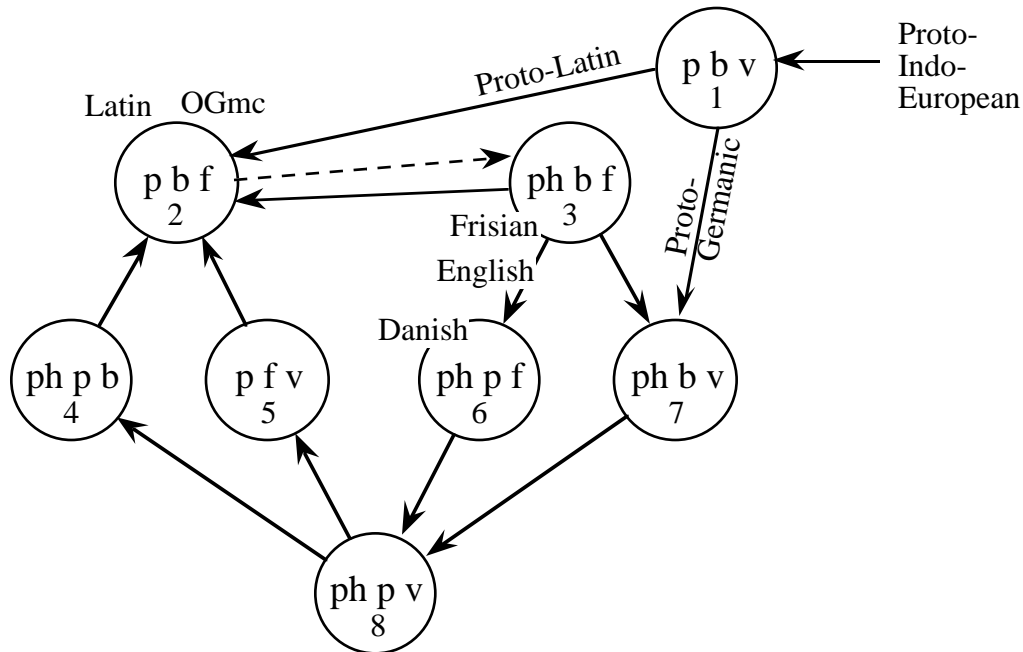 Proto-
Indo-
European
Proto-Latin
p b v
1
Latin OGmc
p b f
2
ph b f
3
Proto-
Germanic
Frisian
English
Danish
ph p b
4
p f v
5
ph p f
6
ph b v
7
ph p v
8